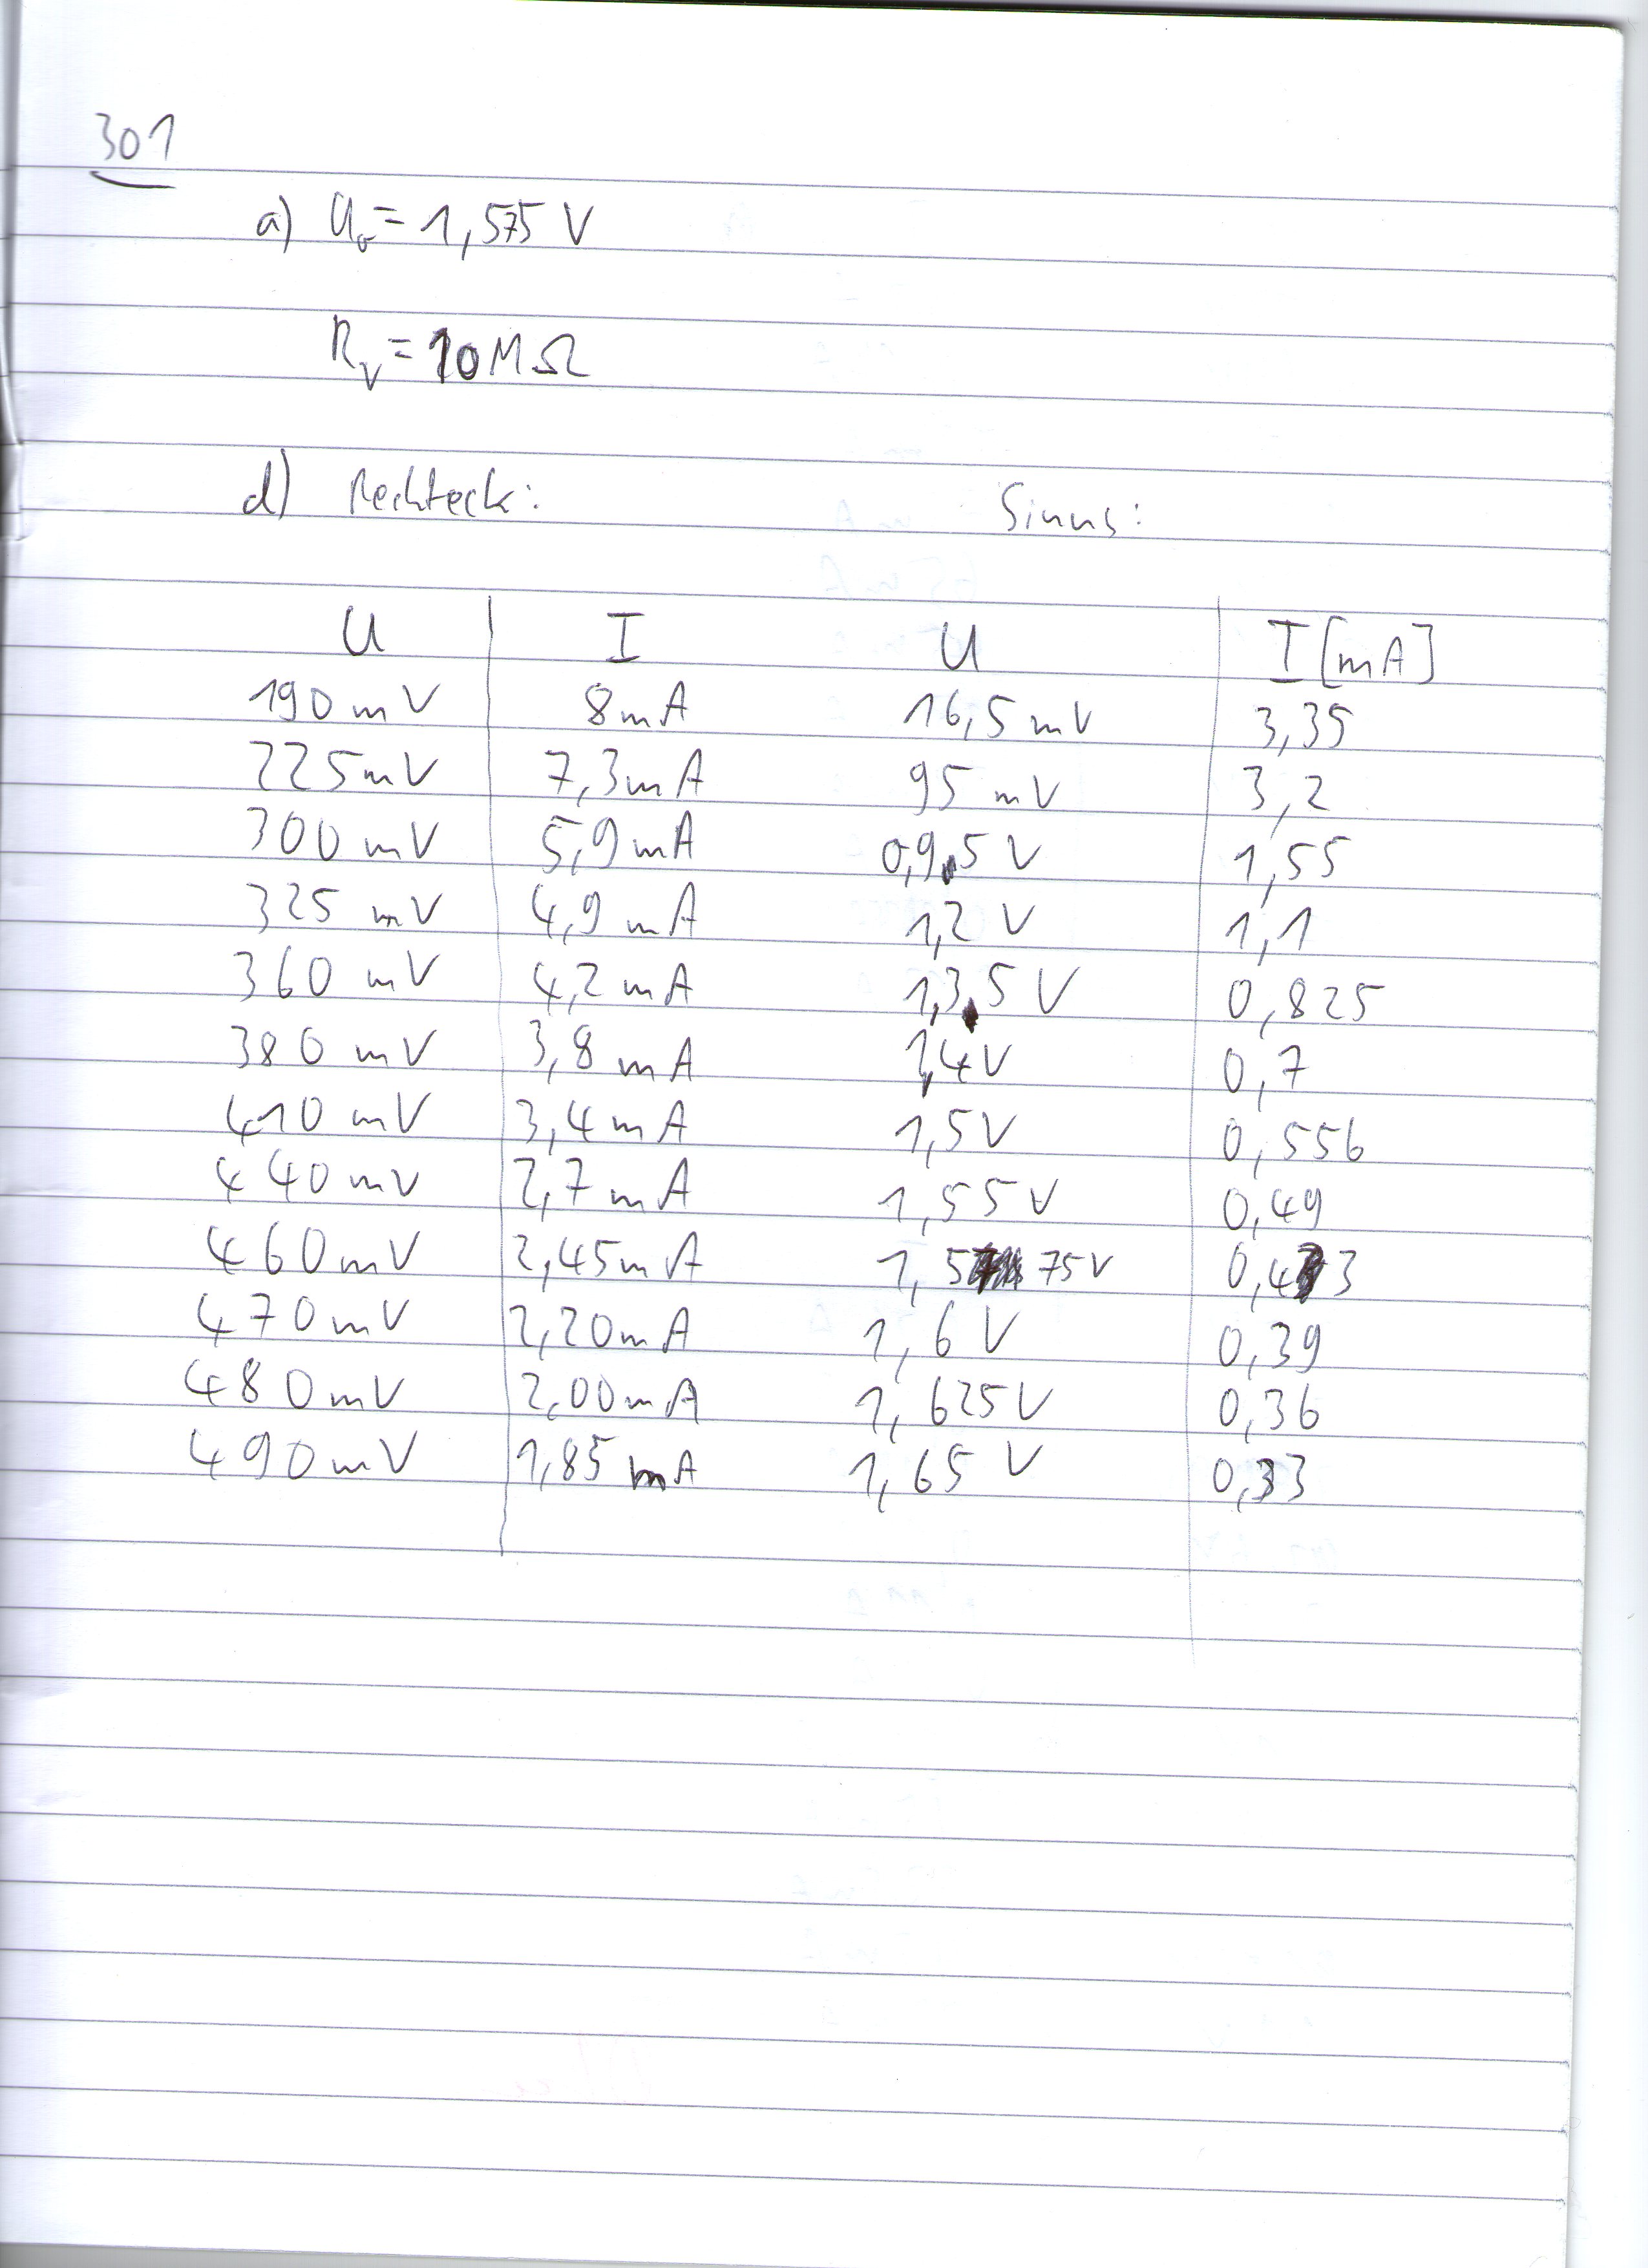 301
a) U₀ = 1,575 V
R_V = 10 MΩ
d) Rechteck: Sinus:
U I U I [mA]
190 mV 8 mA 16,5 mV 3,35
225 mV 7,3 mA 95 mV 3,2
300 mV 5,9 mA 0,95 V 1,55
325 mV 4,9 mA 1,2 V 1,1
360 mV 4,2 mA 1,35 V 0,825
380 mV 3,8 mA 1,4 V 0,7
410 mV 3,4 mA 1,5 V 0,556
440 mV 2,7 mA 1,55 V 0,49
460 mV 2,45 mA 1,575 V 0,43
470 mV 2,20 mA 1,6 V 0,39
480 mV 2,00 mA 1,625 V 0,36
490 mV 1,85 mA 1,65 V 0,33